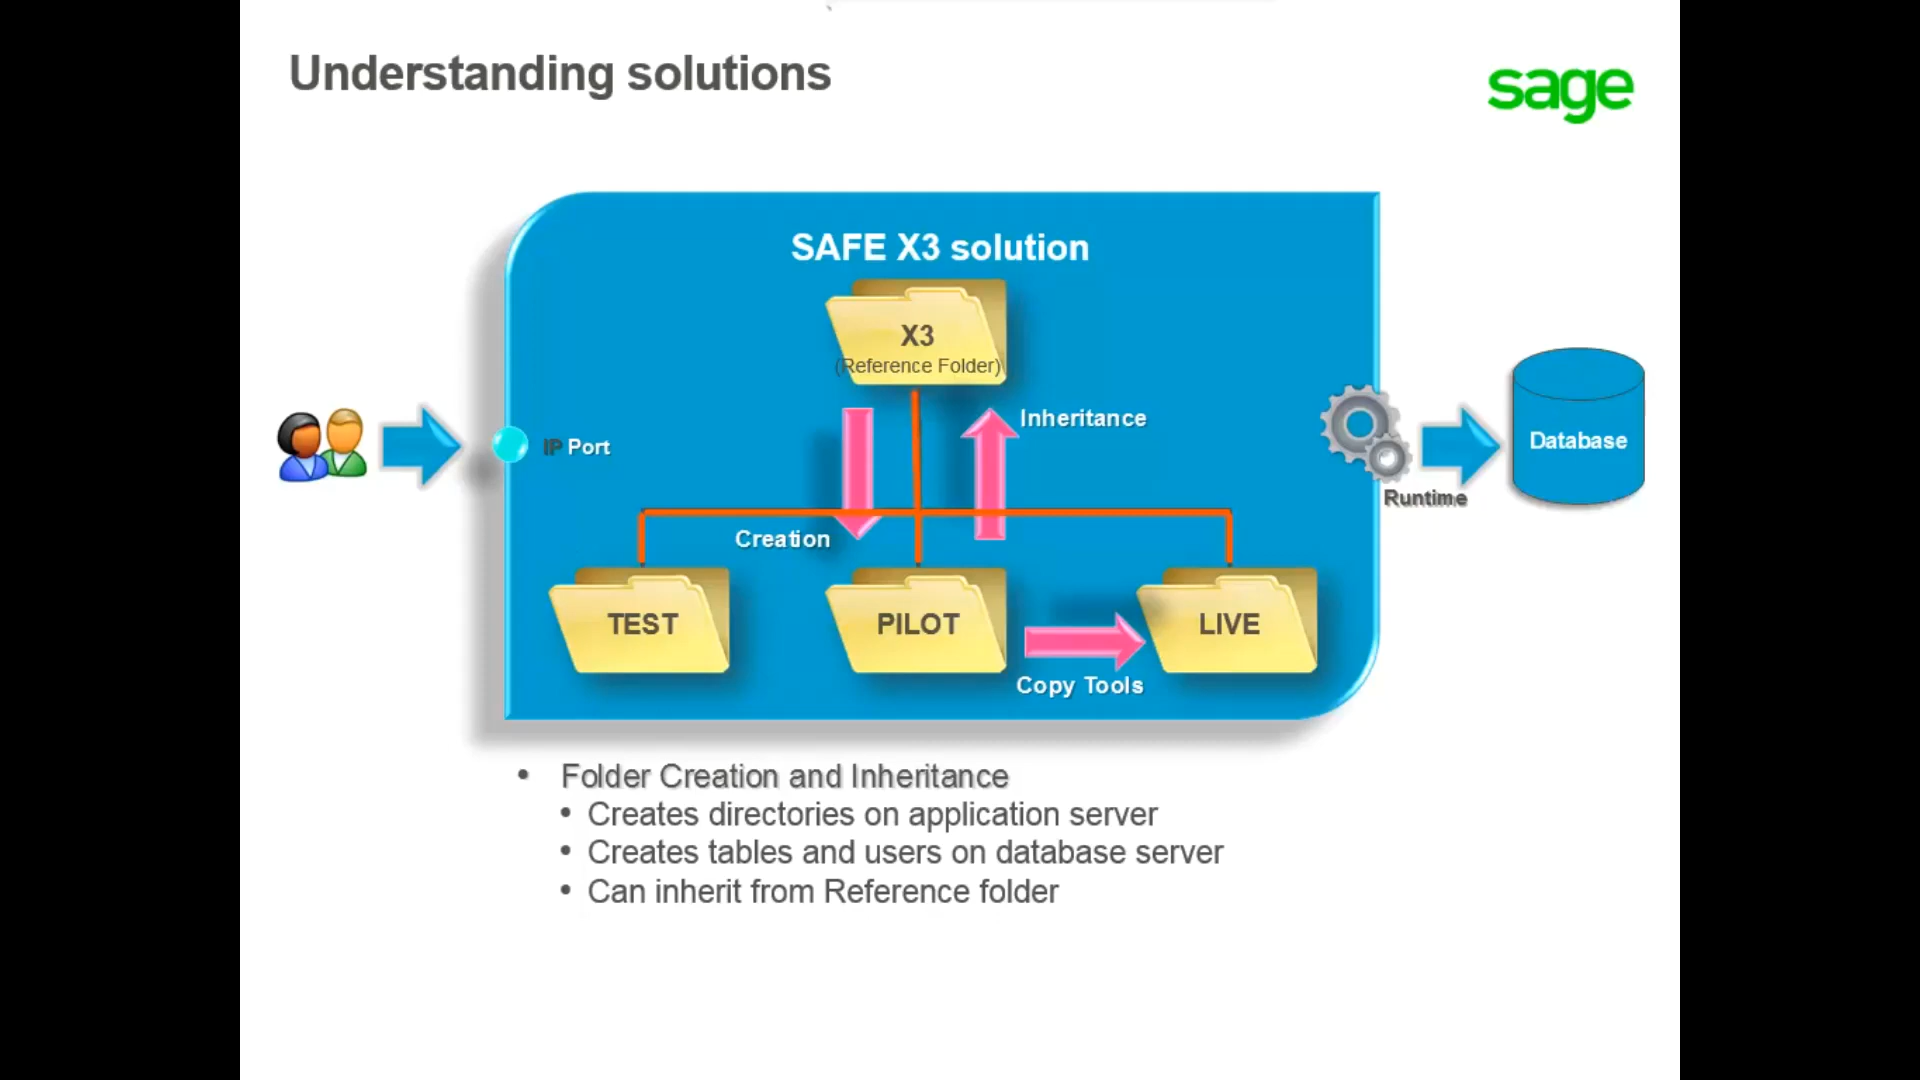 Understanding solutions
sage
SAFE X3 solution
X3
(Reference Folder)
Inheritance
IP Port
Database
Runtime
Creation
TEST
PILOT
LIVE
Copy Tools
• Folder Creation and Inheritance
• Creates directories on application server
• Creates tables and users on database server
• Can inherit from Reference folder